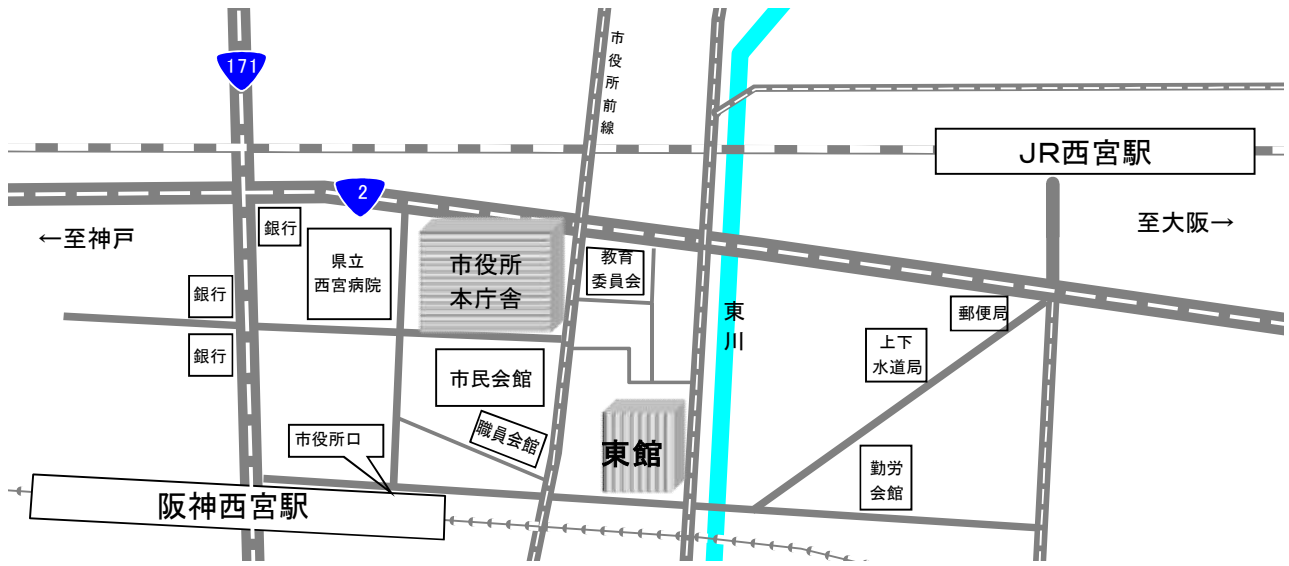 171
市役所前線
JR西宮駅
2
←至神戸
至大阪→
銀行
県立
西宮病院
市役所
本庁舎
教育
委員会
銀行
東川
郵便局
銀行
上下
水道局
市民会館
職員会館
市役所口
東館
勤労
会館
阪神西宮駅